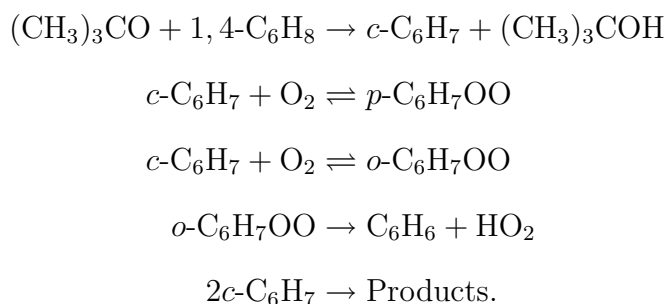 (CH₃)₃CO + 1, 4-C₆H₈ → c-C₆H₇ + (CH₃)₃COH
c-C₆H₇ + O₂ ⇌ p-C₆H₇OO
c-C₆H₇ + O₂ ⇌ o-C₆H₇OO
o-C₆H₇OO → C₆H₆ + HO₂
2c-C₆H₇ → Products.